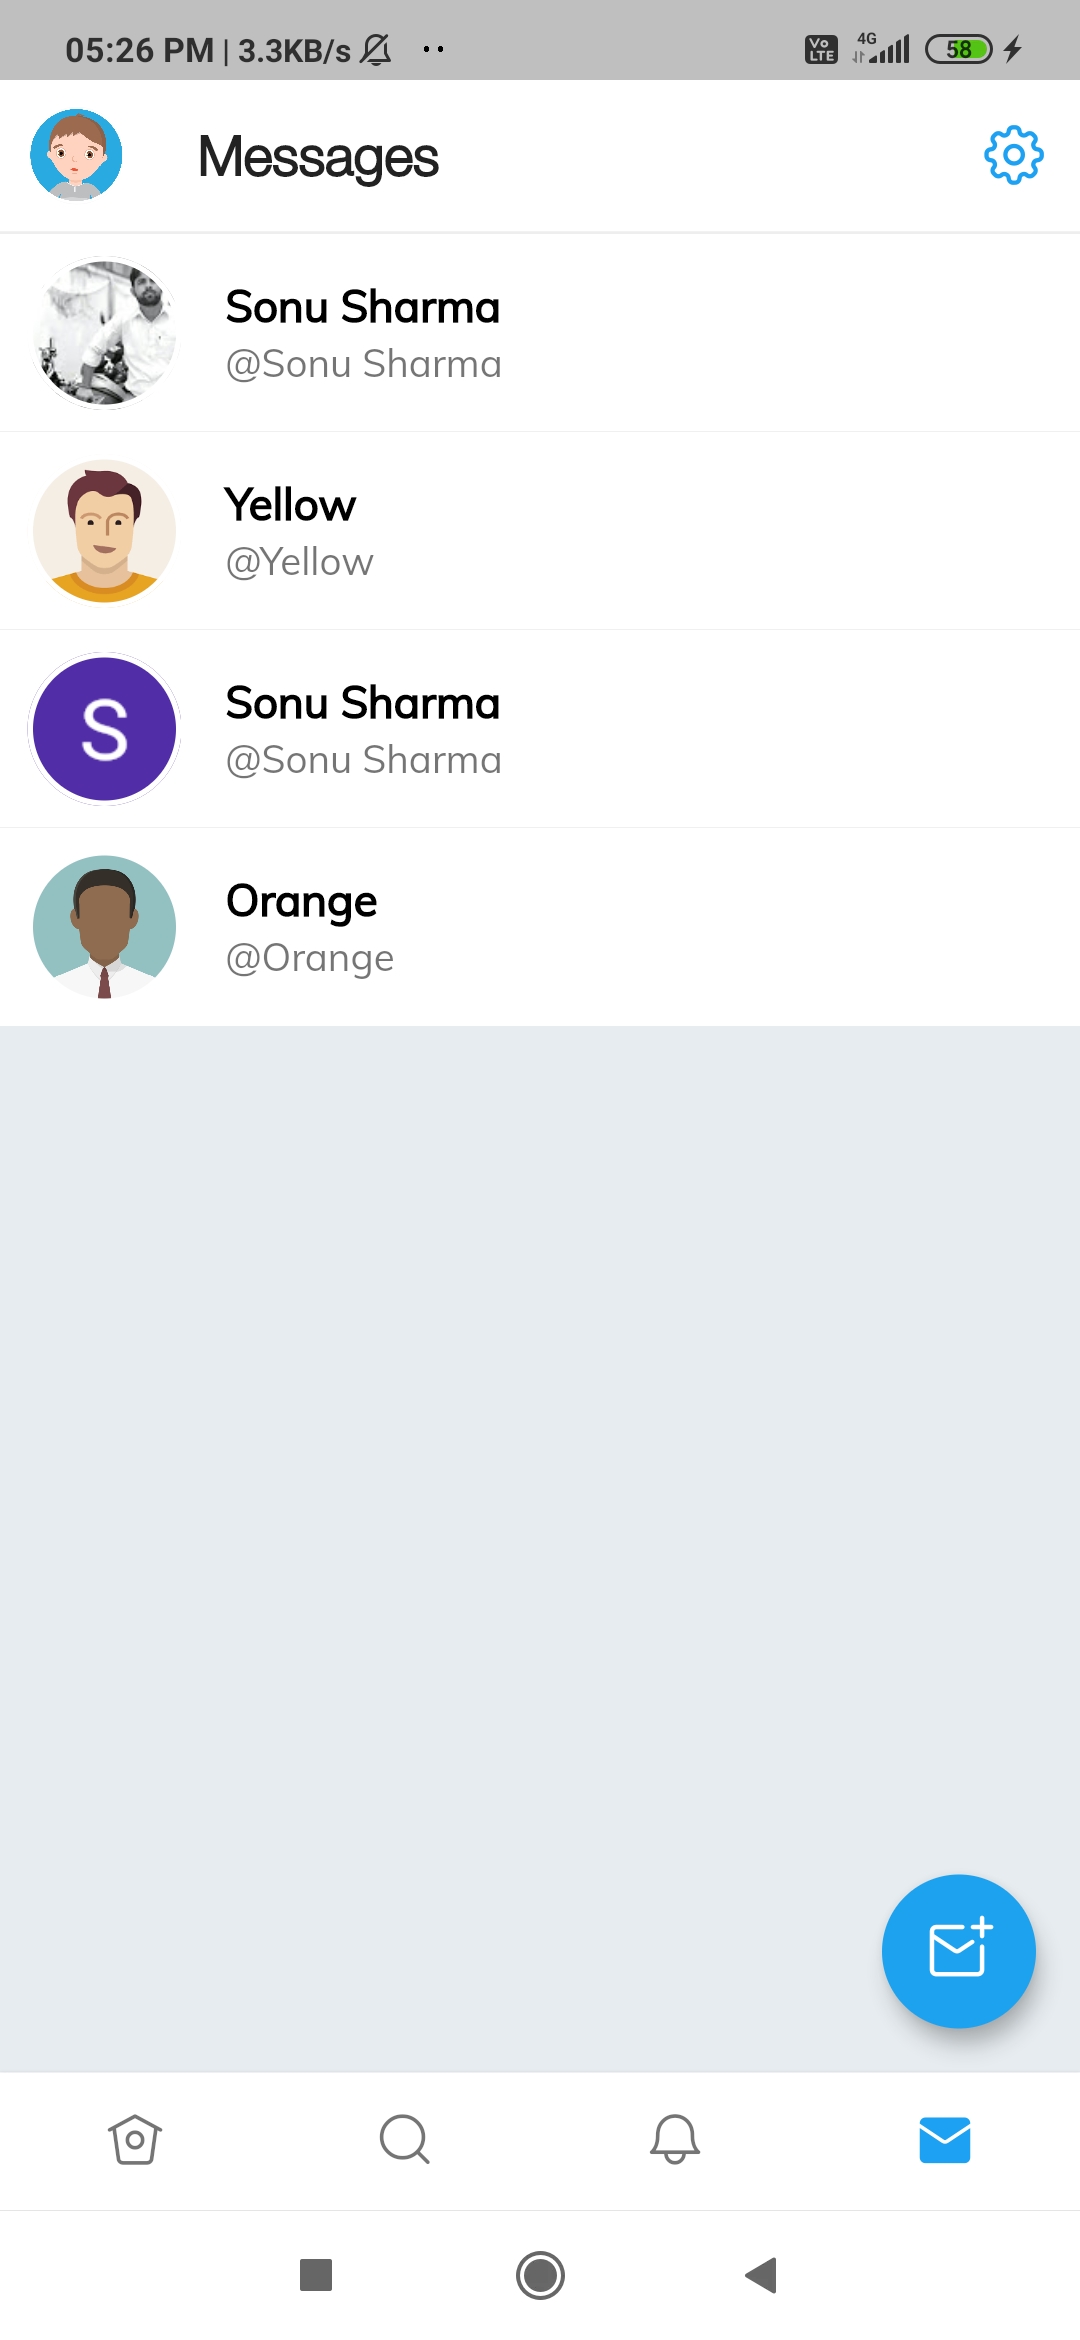 05:26 PM | 3.3KB/s
Vo LTE 4G 58
Messages
Sonu Sharma
@Sonu Sharma
Yellow
@Yellow
S
Sonu Sharma
@Sonu Sharma
Orange
@Orange